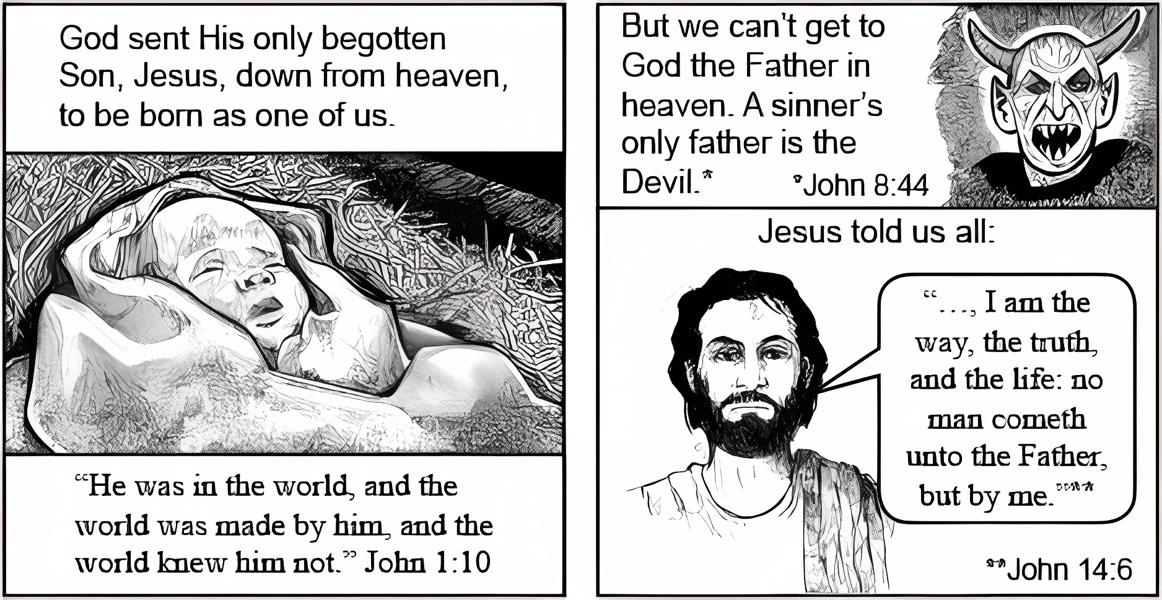 God sent His only begotten
Son, Jesus, down from heaven,
to be born as one of us.
"He was in the world, and the
world was made by him, and the
world knew him not." John 1:10
But we can't get to
God the Father in
heaven. A sinner's
only father is the
Devil.* *John 8:44
Jesus told us all:
"..., I am the
way, the truth,
and the life: no
man cometh
unto the Father,
but by me."**
**John 14:6